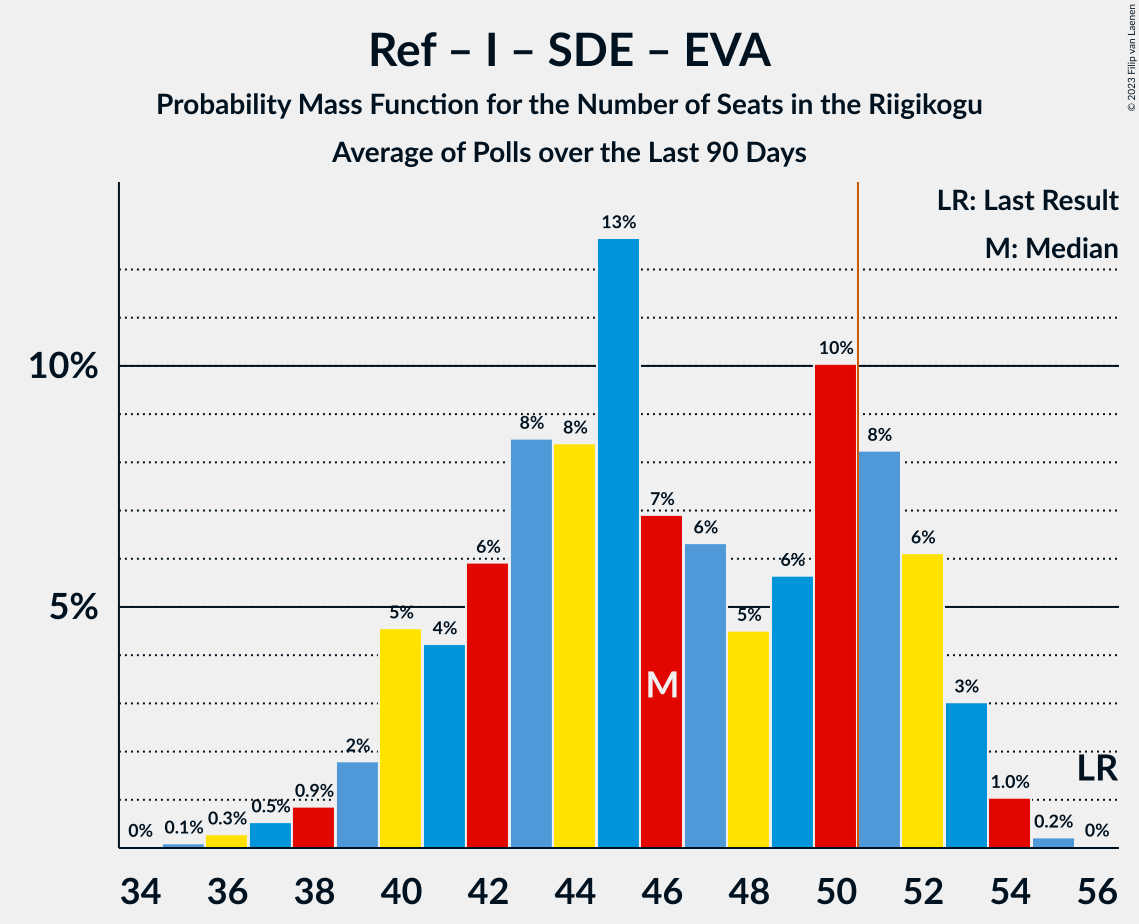 Ref – I – SDE – EVA
Probability Mass Function for the Number of Seats in the Riigikogu
Average of Polls over the Last 90 Days
© 2023 Filip van Laenen
LR: Last Result
M: Median
13%
10%
10%
8%
8%
8%
7%
6%
6%
6%
6%
5%
5%
5%
4%
M
3%
2%
LR
0.9%
1.0%
0.5%
0.3%
0.2%
0%
0.1%
0%
34 36 38 40 42 44 46 48 50 52 54 56